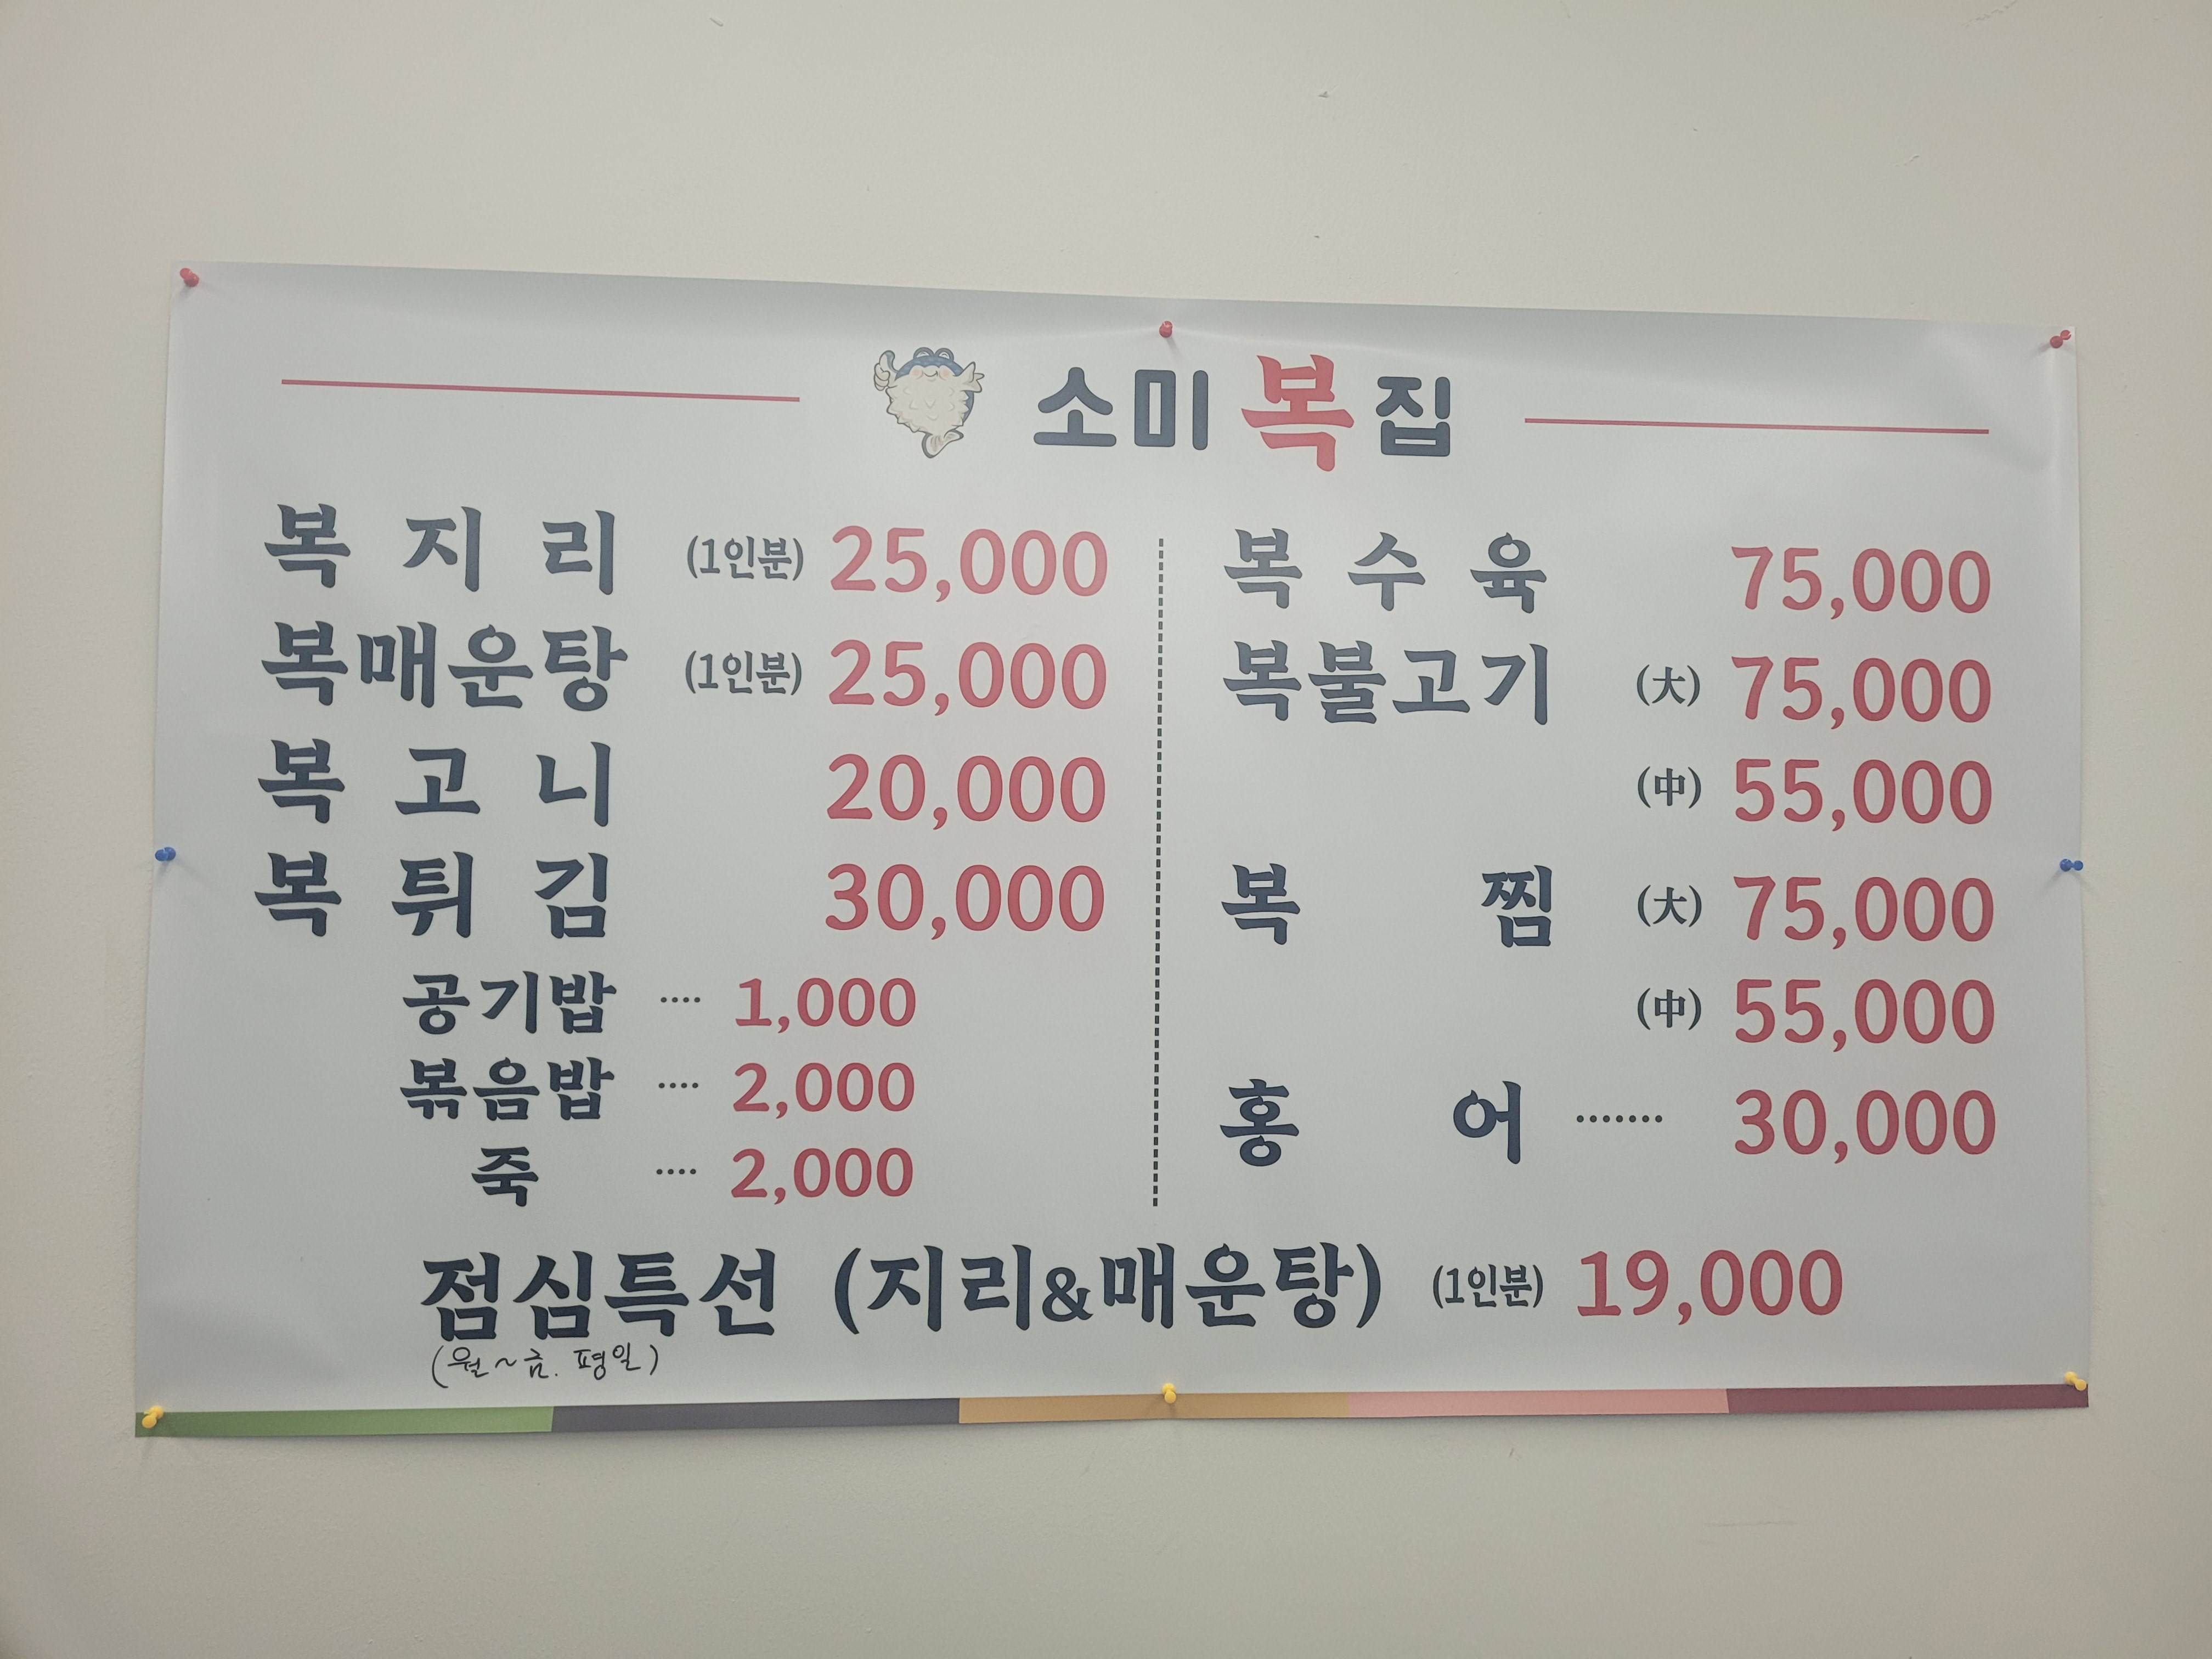 소미복집
복지리 (1인분) 25,000
복매운탕 (1인분) 25,000
복고니 20,000
복튀김 30,000
공기밥 ···· 1,000
볶음밥 ···· 2,000
죽 ···· 2,000
복수육 75,000
복불고기 (大) 75,000
(中) 55,000
복찜 (大) 75,000
(中) 55,000
홍어 ······· 30,000
점심특선 (지리&매운탕) (1인분) 19,000
(월~금. 평일)